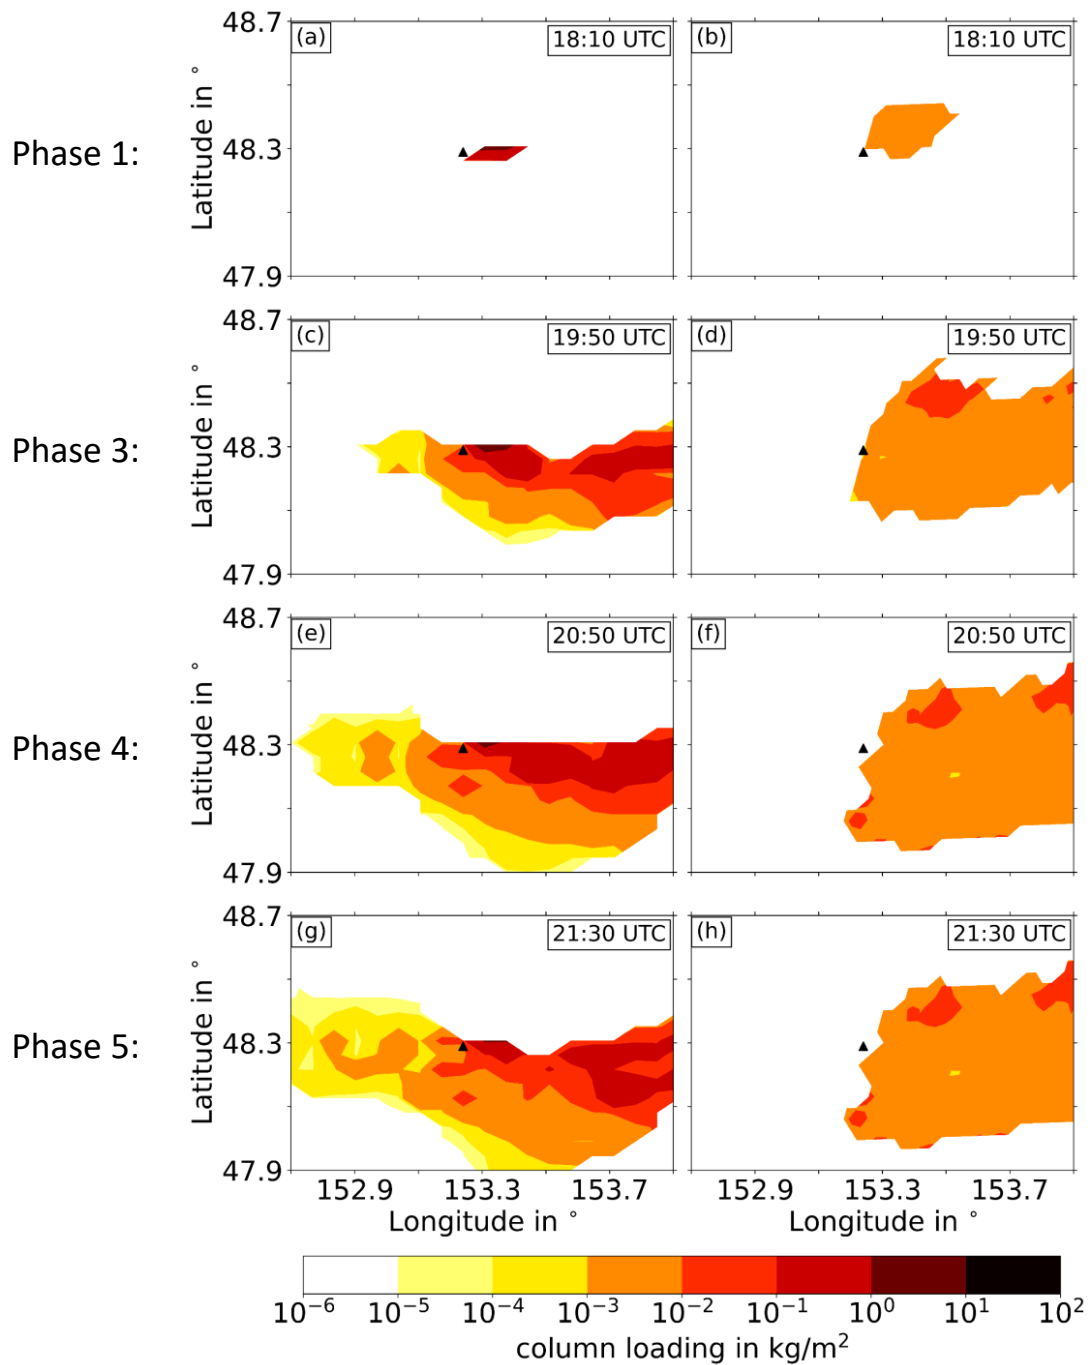 48.7
(a)
18:10 UTC
(b)
18:10 UTC
Phase 1:
Latitude in °
48.3
47.9
48.7
(c)
19:50 UTC
(d)
19:50 UTC
Phase 3:
Latitude in °
48.3
47.9
48.7
(e)
20:50 UTC
(f)
20:50 UTC
Phase 4:
Latitude in °
48.3
47.9
48.7
(g)
21:30 UTC
(h)
21:30 UTC
Phase 5:
Latitude in °
48.3
47.9
152.9 153.3 153.7
152.9 153.3 153.7
Longitude in °
Longitude in °
10⁻⁶ 10⁻⁵ 10⁻⁴ 10⁻³ 10⁻² 10⁻¹ 10⁰ 10¹ 10²
column loading in kg/m²